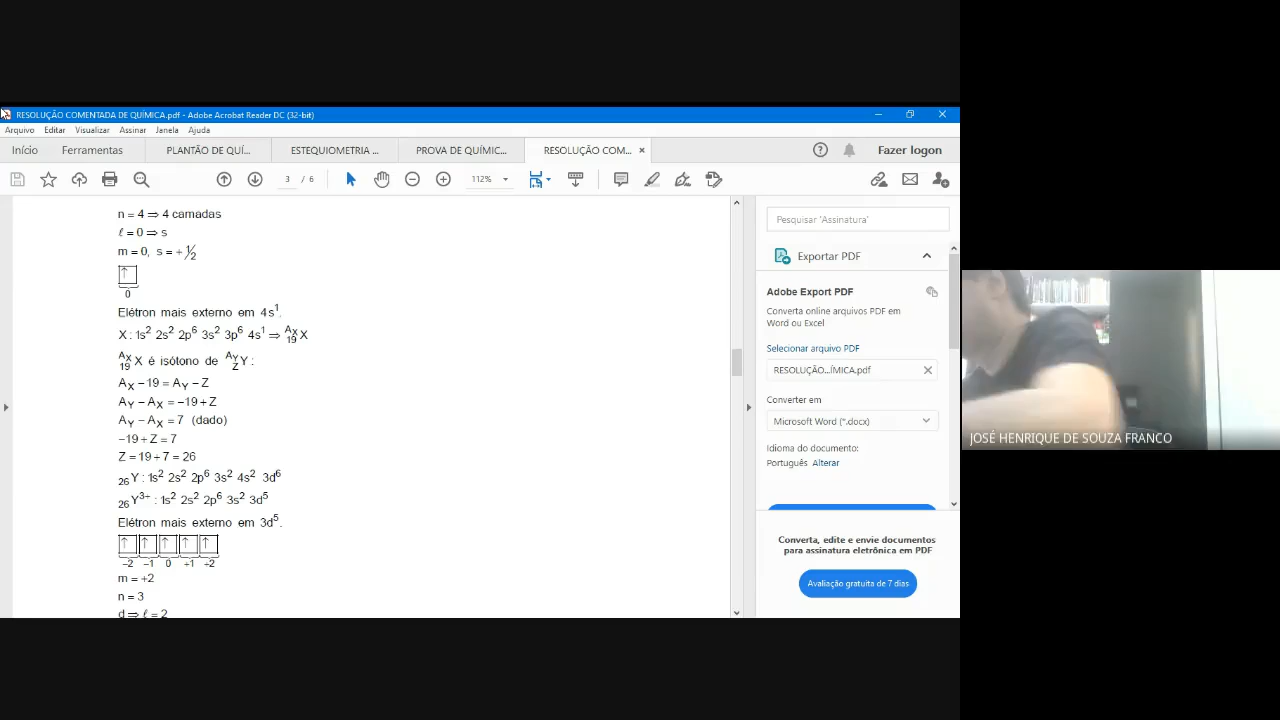 RESOLUÇÃO COMENTADA DE QUÍMICA.pdf - Adobe Acrobat Reader DC (32-bit)
Arquivo Editar Visualizar Assinar Janela Ajuda
Início Ferramentas PLANTÃO DE QUÍ... ESTEQUIOMETRIA ... PROVA DE QUÍMIC... RESOLUÇÃO COM... × Fazer logon
3 / 6 112%
n = 4 ⇒ 4 camadas
ℓ = 0 ⇒ s
m = 0, s = + 1/2
↑
0
Elétron mais externo em 4s¹.
X : 1s² 2s² 2p⁶ 3s² 3p⁶ 4s¹ ⇒ ᴬˣ₁₉X
ᴬˣ₁₉X é isótono de ᴬʸZY :
Aₓ − 19 = AY − Z
AY − Aₓ = −19 + Z
AY − Aₓ = 7 (dado)
−19 + Z = 7
Z = 19 + 7 = 26
₂₆Y : 1s² 2s² 2p⁶ 3s² 4s² 3d⁶
₂₆Y³⁺ : 1s² 2s² 2p⁶ 3s² 3d⁵
Elétron mais externo em 3d⁵.
↑ ↑ ↑ ↑ ↑
−2 −1 0 +1 +2
m = +2
n = 3
d ⇒ ℓ = 2
Pesquisar 'Assinatura'
Exportar PDF
Adobe Export PDF
Converta online arquivos PDF em
Word ou Excel
Selecionar arquivo PDF
RESOLUÇÃO...ÍMICA.pdf
Converter em
Microsoft Word (*.docx)
Idioma do documento:
Português Alterar
Converta, edite e envie documentos
para assinatura eletrônica em PDF
Avaliação gratuita de 7 dias
JOSÉ HENRIQUE DE SOUZA FRANCO